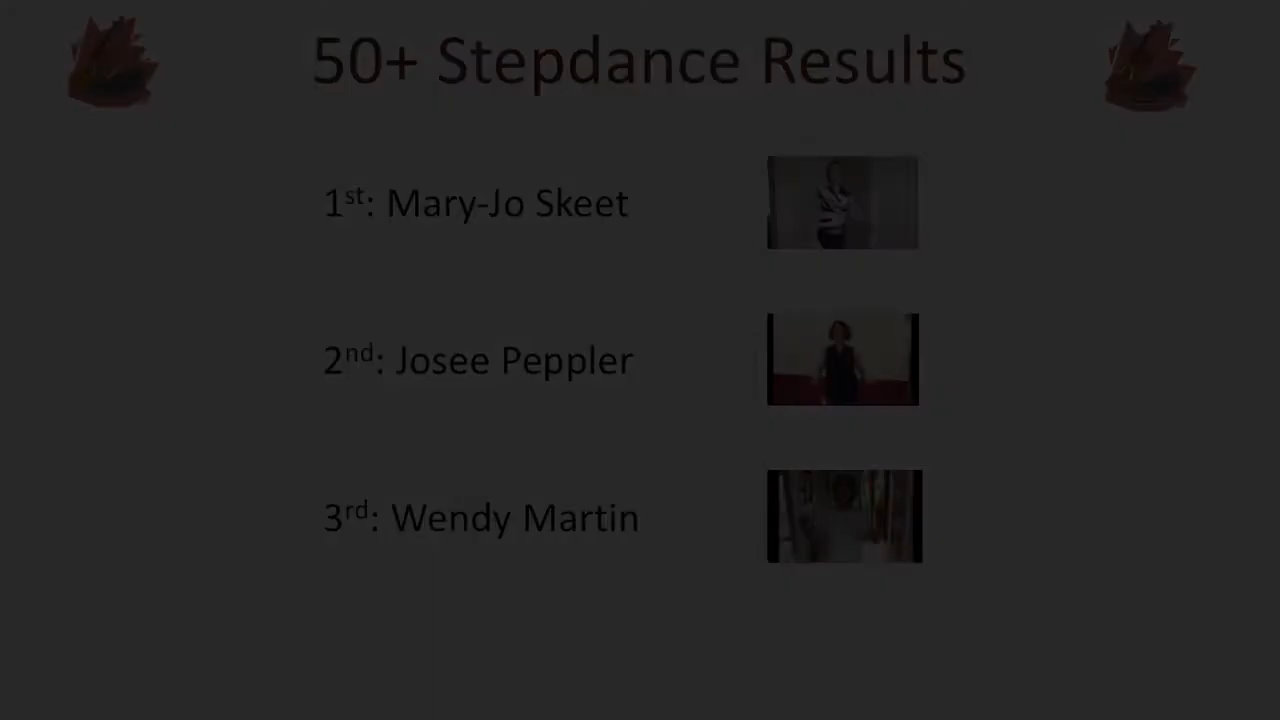 50+ Stepdance Results
1st: Mary-Jo Skeet
2nd: Josee Peppler
3rd: Wendy Martin